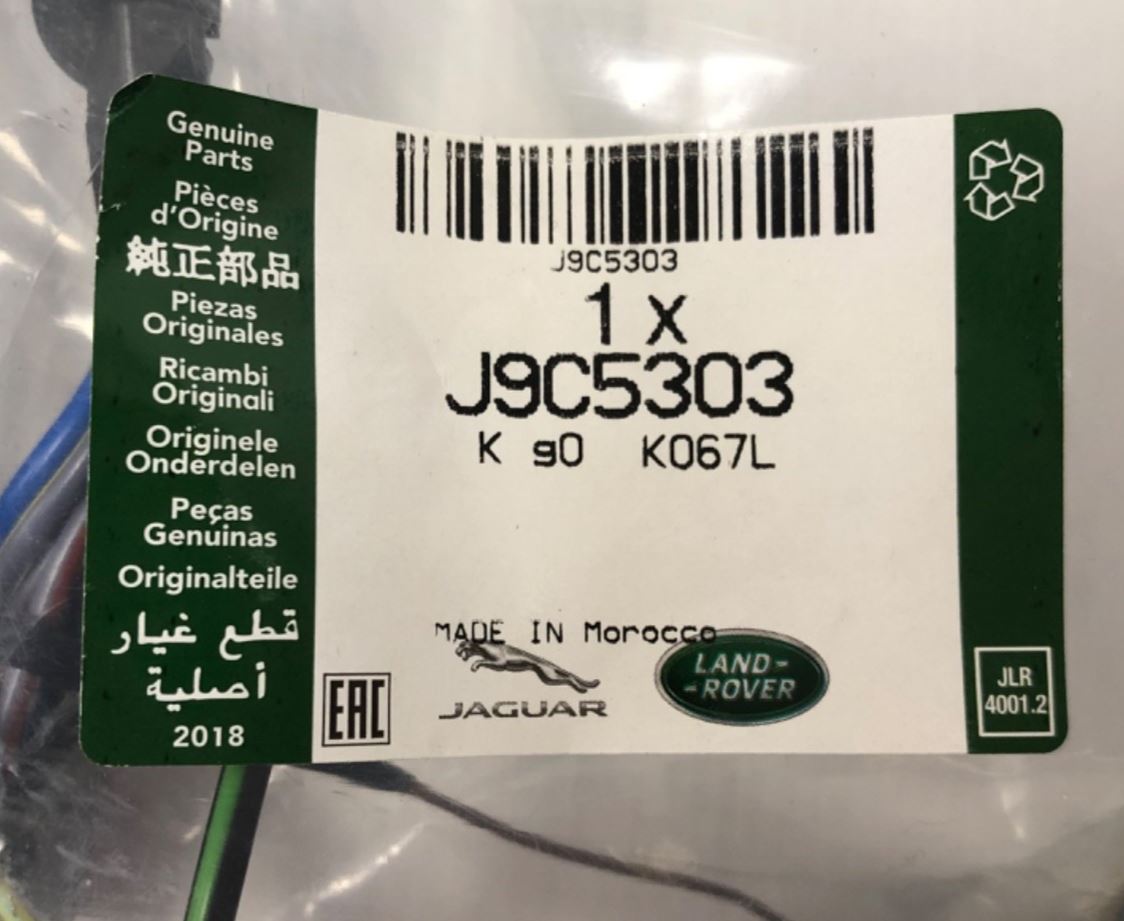 Genuine
Parts
Pièces
d'Origine
純正部品
Piezas
Originales
Ricambi
Originali
Originele
Onderdelen
Peças
Genuinas
Originalteile
قطع غيار
أصلية
2018
J9C5303
1 x
J9C5303
K g0 K067L
MADE IN Morocco
EAC
JAGUAR
LAND-
-ROVER
JLR
4001.2